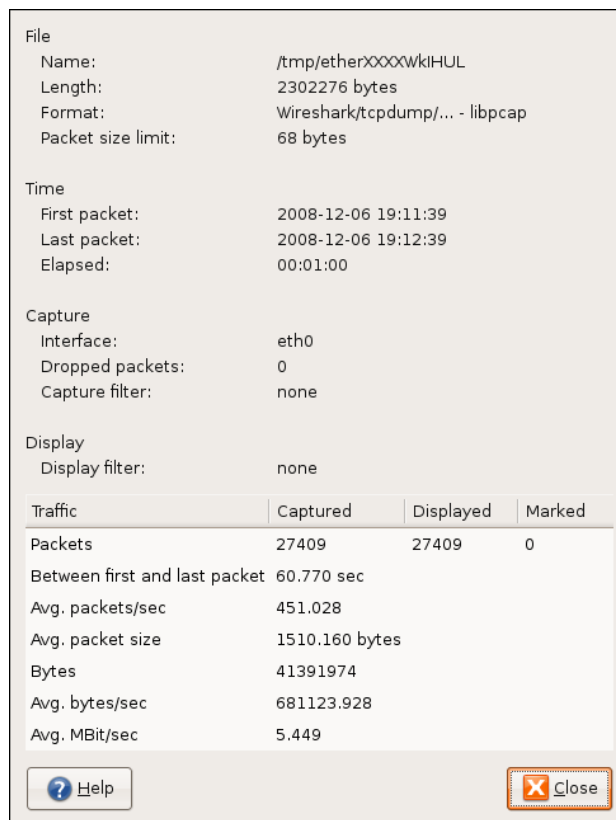 File
Name: /tmp/etherXXXXWkIHUL
Length: 2302276 bytes
Format: Wireshark/tcpdump/... - libpcap
Packet size limit: 68 bytes
Time
First packet: 2008-12-06 19:11:39
Last packet: 2008-12-06 19:12:39
Elapsed: 00:01:00
Capture
Interface: eth0
Dropped packets: 0
Capture filter: none
Display
Display filter: none
Traffic Captured Displayed Marked
Packets 27409 27409 0
Between first and last packet 60.770 sec
Avg. packets/sec 451.028
Avg. packet size 1510.160 bytes
Bytes 41391974
Avg. bytes/sec 681123.928
Avg. MBit/sec 5.449
Help Close